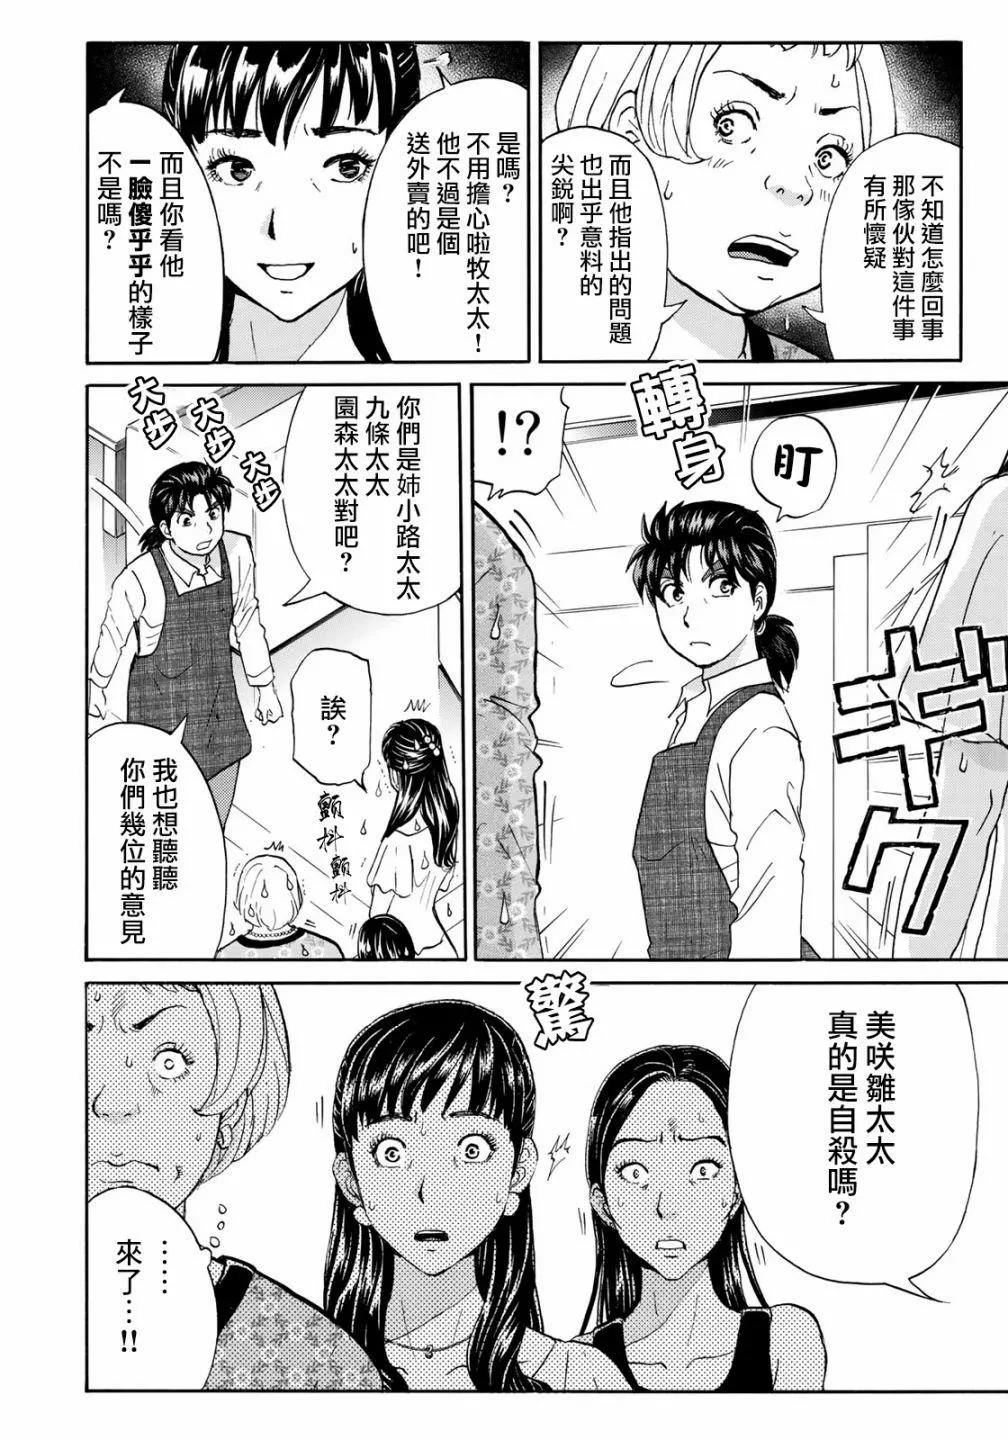 不知道怎麼回事
那傢伙對這件事
有所懷疑
而且他指出的問題
也出乎意料的
尖銳啊?
是嗎?
不用擔心啦牧太太!
他不過是個
送外賣的吧!
而且你看他
一臉傻乎乎的樣子
不是嗎?
盯
轉身
!?
ギク
你們是姊小路太太
九條太太
園森太太對吧?
大步
大步
大步
誒?
顫抖顫抖
我也想聽聽
你們幾位的意見
美咲雛太太
真的是自殺嗎?
驚
……
來了…!!